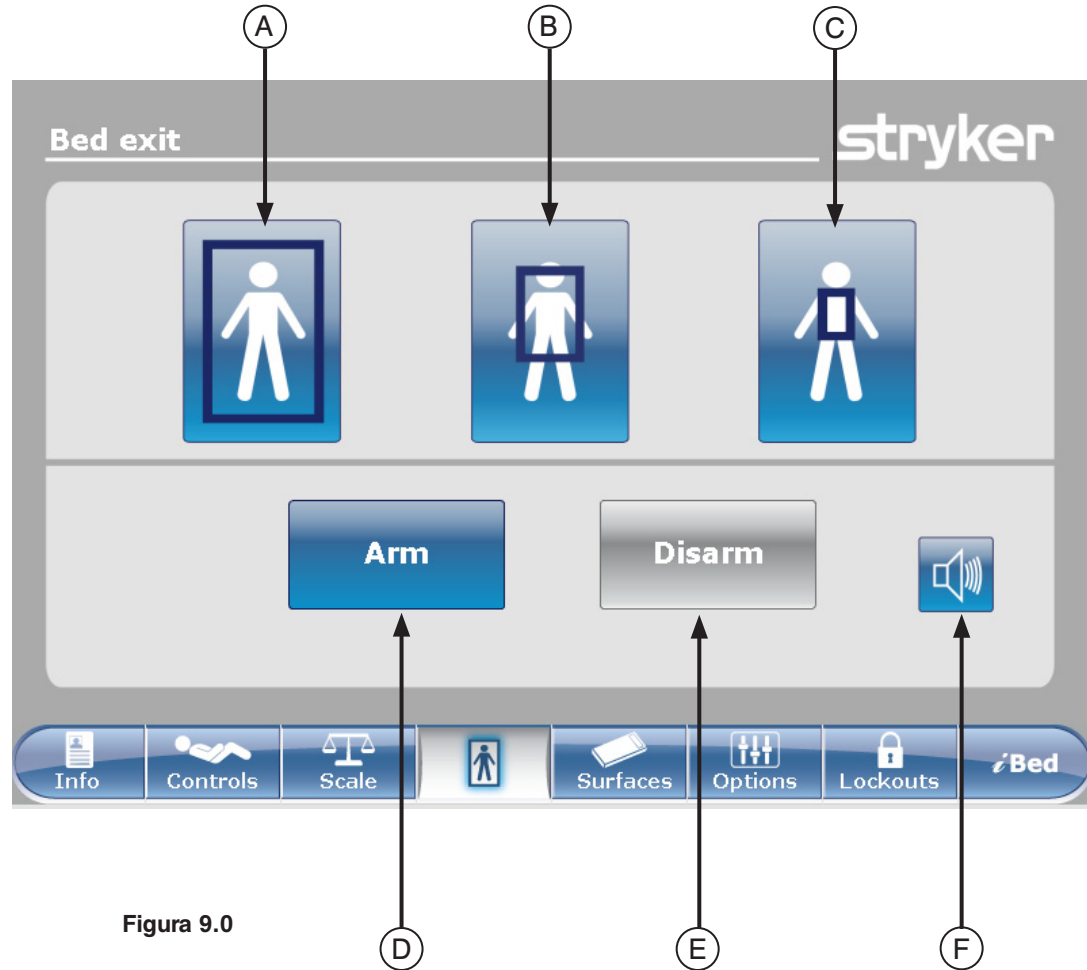 A B C
Bed exit
stryker
Arm
Disarm
Info
Controls
Scale
Surfaces
Options
Lockouts
iBed
Figura 9.0
D E F